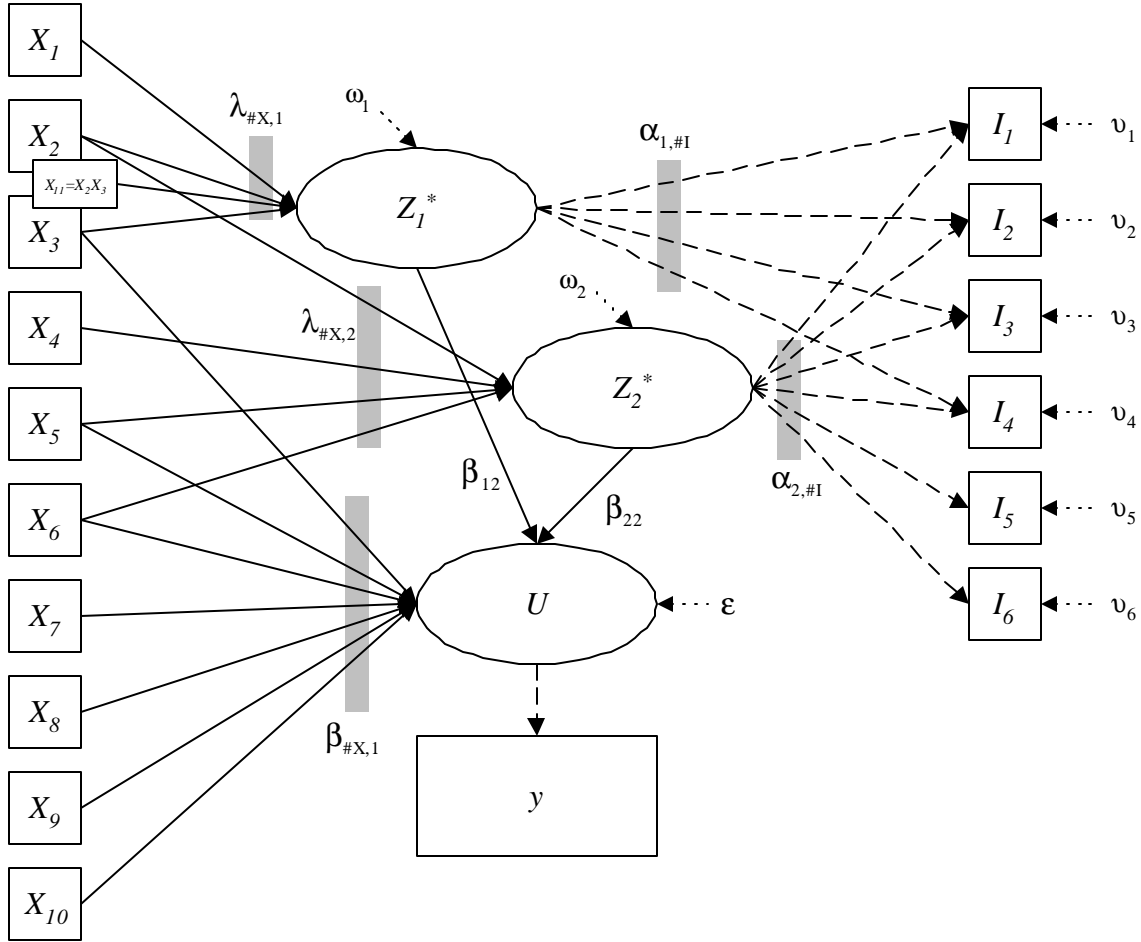 X₁
X₂
X₁₁=X₂X₃
X₃
X₄
X₅
X₆
X₇
X₈
X₉
X₁₀
λ#X,1
ω₁
Z₁*
α1,#I
λ#X,2
ω₂
Z₂*
α2,#I
β₁₂
β₂₂
U
ε
β#X,1
y
I₁
υ₁
I₂
υ₂
I₃
υ₃
I₄
υ₄
I₅
υ₅
I₆
υ₆